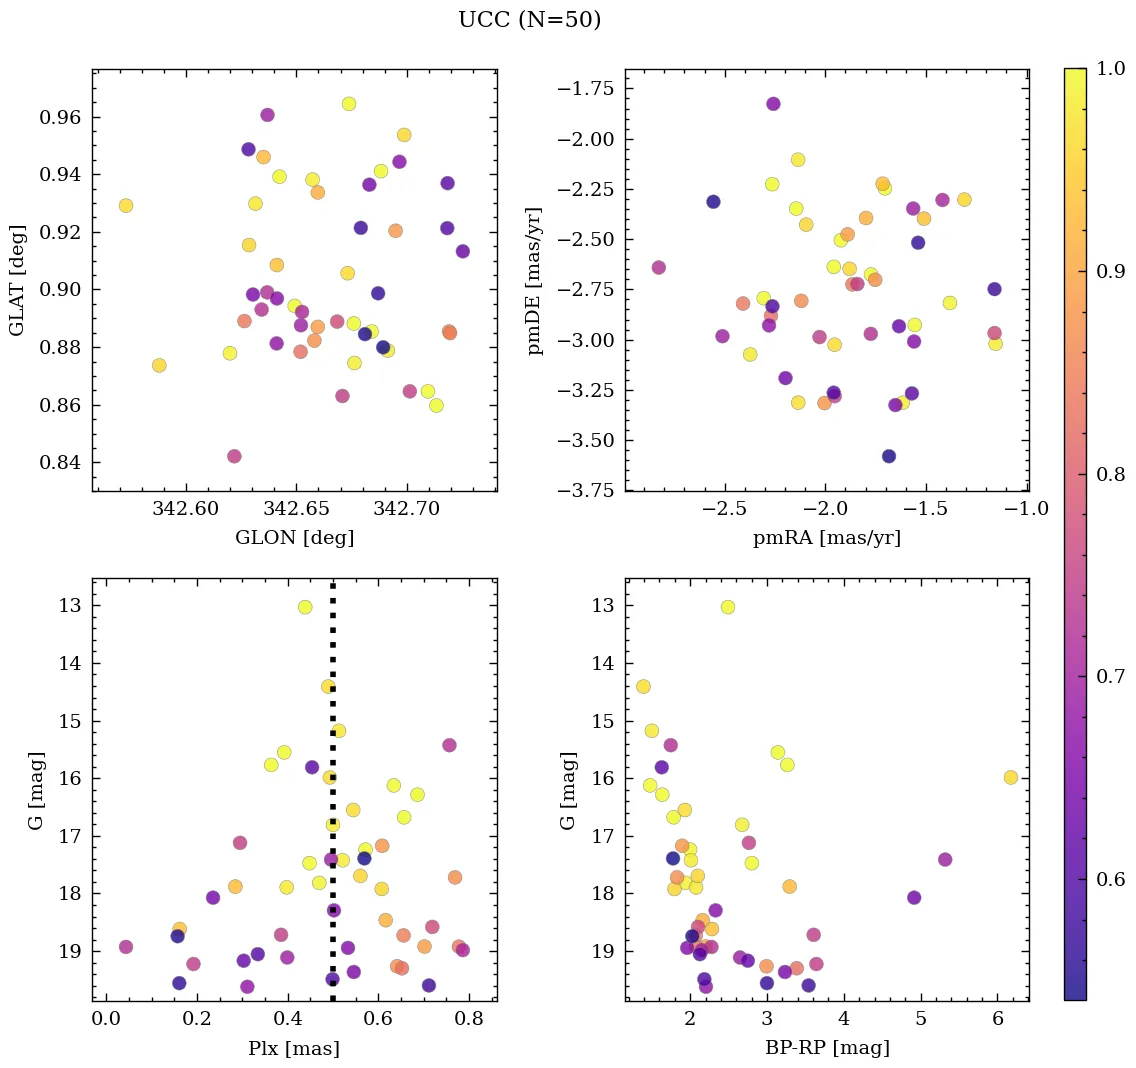 UCC (N=50)
0.96
0.94
0.92
0.90
0.88
0.86
0.84
GLAT [deg]
342.60 342.65 342.70
GLON [deg]
−1.75
−2.00
−2.25
−2.50
−2.75
−3.00
−3.25
−3.50
−3.75
pmDE [mas/yr]
−2.5 −2.0 −1.5 −1.0
pmRA [mas/yr]
1.0
0.9
0.8
0.7
0.6
13
14
15
16
17
18
19
G [mag]
0.0 0.2 0.4 0.6 0.8
Plx [mas]
13
14
15
16
17
18
19
G [mag]
2 3 4 5 6
BP-RP [mag]